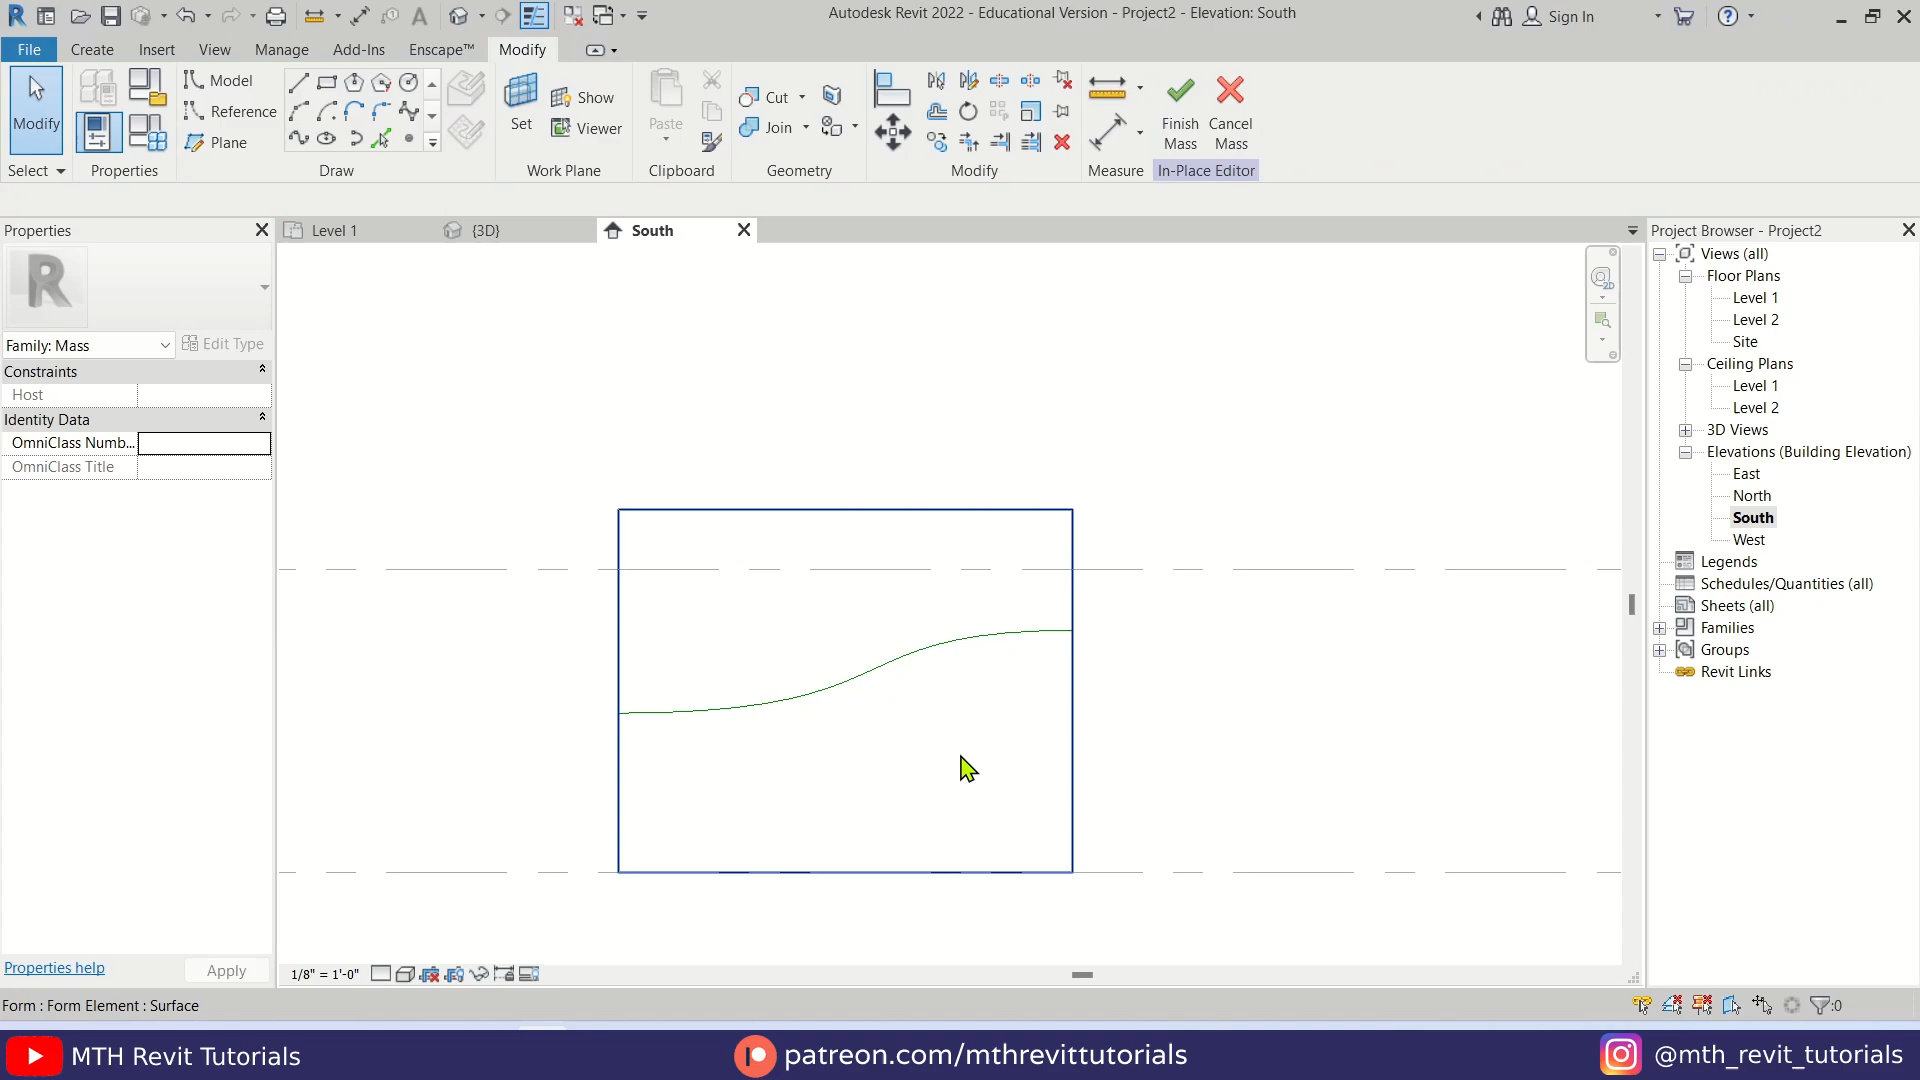 Autodesk Revit 2022 - Educational Version - Project2 - Elevation: South
Sign In
File Create Insert View Manage Add-Ins Enscape™ Modify
Modify
Select
Properties
Model
Reference
Plane
Draw
Set
Show
Viewer
Work Plane
Paste
Clipboard
Cut
Join
Geometry
Modify
Measure
Finish Mass
Cancel Mass
In-Place Editor
Properties
Level 1
{3D}
South
Project Browser - Project2
R
Family: Mass
Edit Type
Constraints
Host
Identity Data
OmniClass Numb...
OmniClass Title
2D
Views (all)
Floor Plans
Level 1
Level 2
Site
Ceiling Plans
Level 1
Level 2
3D Views
Elevations (Building Elevation)
East
North
South
West
Legends
Schedules/Quantities (all)
Sheets (all)
Families
Groups
Revit Links
Properties help
Apply
1/8" = 1'-0"
Form : Form Element : Surface
:0
MTH Revit Tutorials
patreon.com/mthrevittutorials
@mth_revit_tutorials